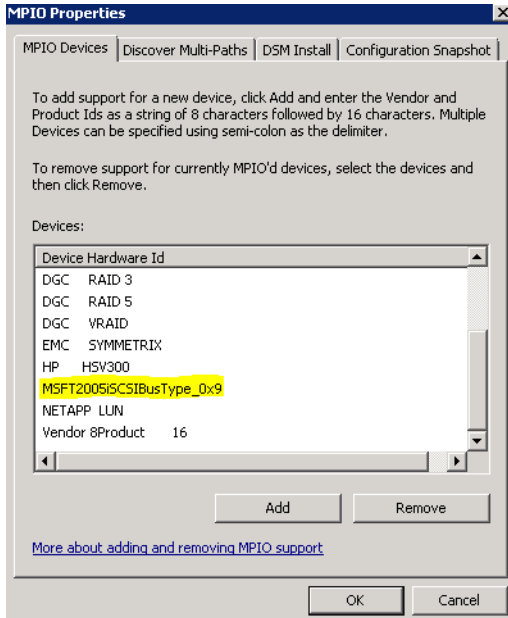 MPIO Properties
MPIO Devices Discover Multi-Paths DSM Install Configuration Snapshot
To add support for a new device, click Add and enter the Vendor and
Product Ids as a string of 8 characters followed by 16 characters. Multiple
Devices can be specified using semi-colon as the delimiter.
To remove support for currently MPIO'd devices, select the devices and
then click Remove.
Devices:
Device Hardware Id
DGC RAID 3
DGC RAID 5
DGC VRAID
EMC SYMMETRIX
HP HSV300
MSFT2005iSCSIBusType_0x9
NETAPP LUN
Vendor 8Product 16
Add Remove
More about adding and removing MPIO support
OK Cancel